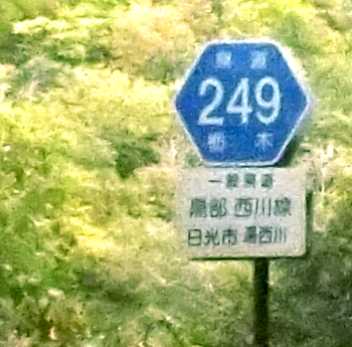 県道
249
栃木
一般県道
黒部 西川線
日光市 湯西川